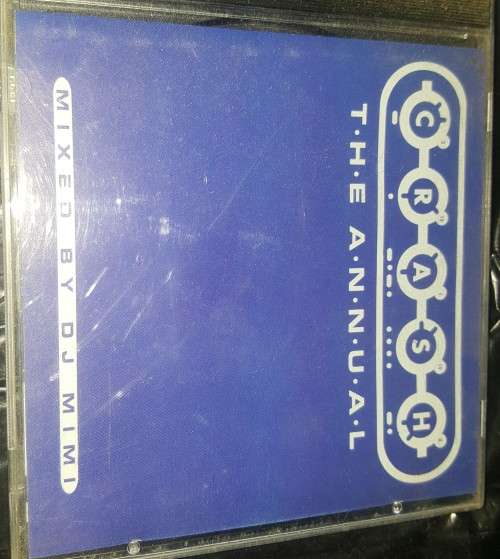 CRASH
T·H·E A·N·N·U·A·L
MIXED BY DJ MIMI